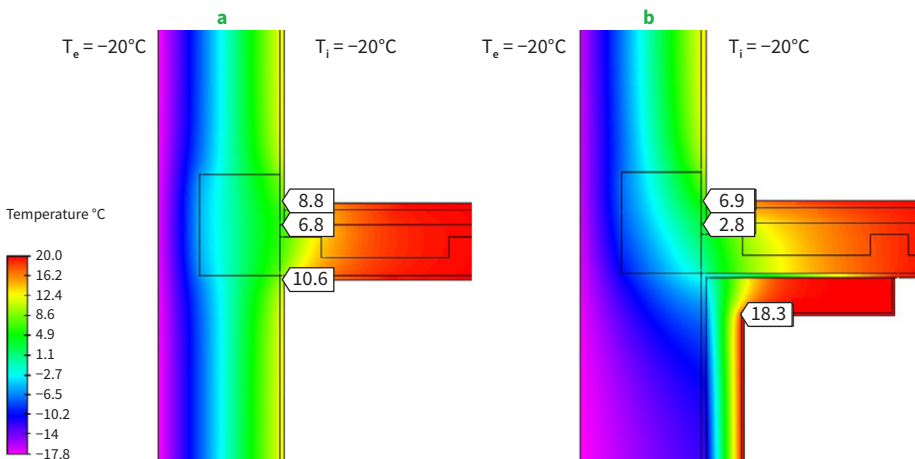 a
b
Tₑ = −20°C
Tᵢ = −20°C
Tₑ = −20°C
Tᵢ = −20°C
8.8
6.8
10.6
6.9
2.8
18.3
Temperature °C
20.0
16.2
12.4
8.6
4.9
1.1
−2.7
−6.5
−10.2
−14
−17.8